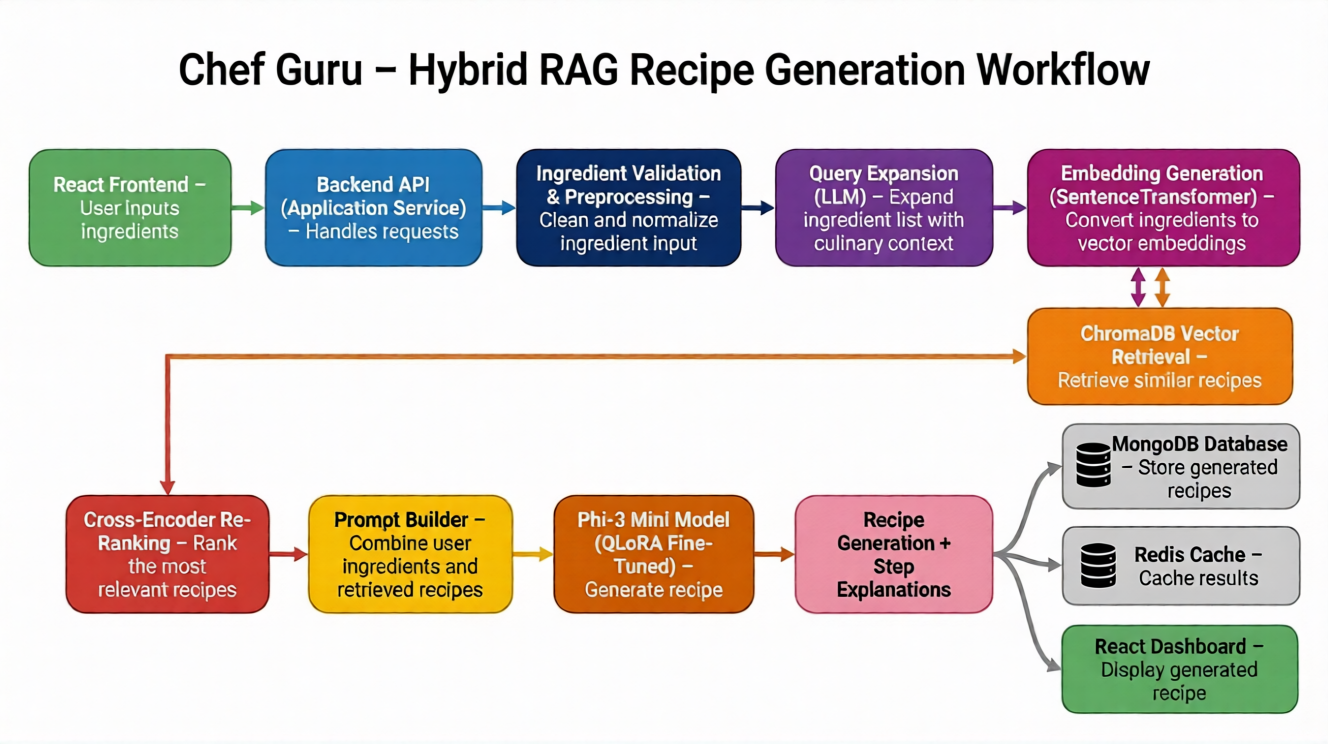 Chef Guru – Hybrid RAG Recipe Generation Workflow
React Frontend –
User inputs
ingredients
Backend API
(Application Service)
– Handles requests
Ingredient Validation
& Preprocessing –
Clean and normalize
ingredient input
Query Expansion
(LLM) – Expand
ingredient list with
culinary context
Embedding Generation
(SentenceTransformer) –
Convert ingredients to
vector embeddings
ChromaDB Vector
Retrieval –
Retrieve similar recipes
Cross-Encoder Re-
Ranking – Rank
the most
relevant recipes
Prompt Builder –
Combine user
ingredients and
retrieved recipes
Phi-3 Mini Model
(QLoRA Fine-
Tuned) –
Generate recipe
Recipe
Generation +
Step
Explanations
MongoDB Database
– Store generated
recipes
Redis Cache –
Cache results
React Dashboard –
Display generated
recipe